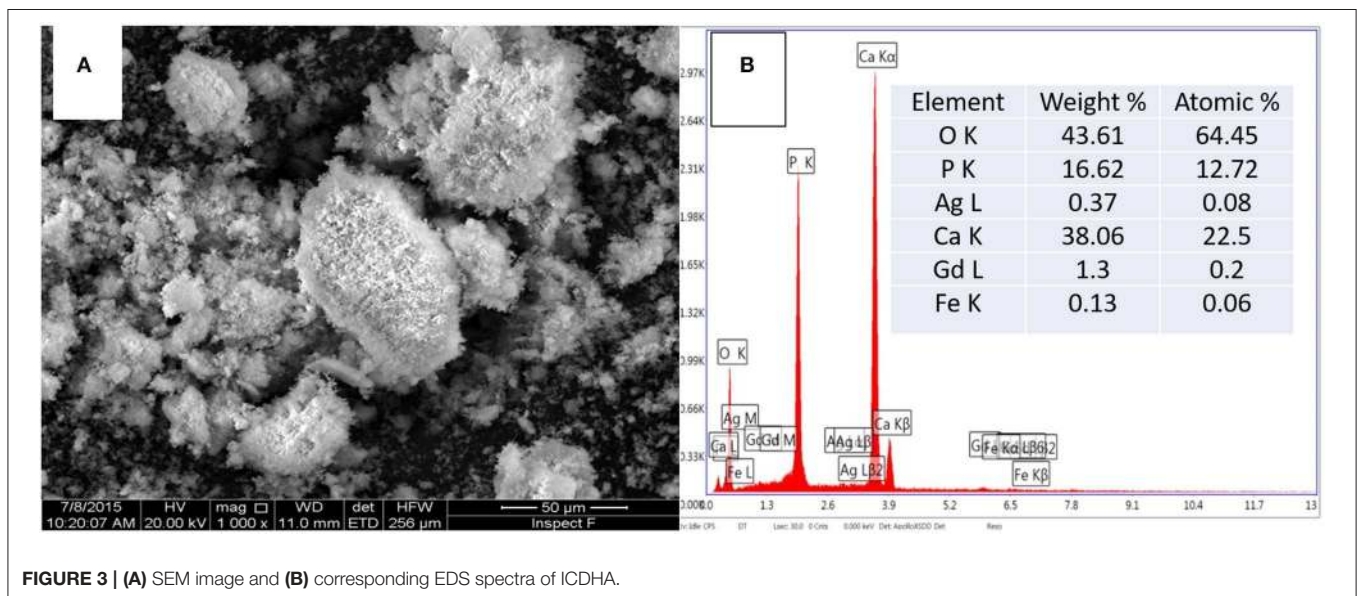 A
7/8/2015 HV mag WD det HFW 50 µm
10:20:07 AM 20.00 kV 1 000 x 11.0 mm ETD 256 µm Inspect F
B
Ca Kα
2.97K
2.64K
2.31K
1.98K
1.65K
1.32K
0.99K
0.66K
0.33K
P K
O K
Ag M
Ca L
Fe L
Gd M
Ag Lβ
Ag Lβ2
Ca Kβ
Fe Kα
Fe Kβ
Element Weight % Atomic %
O K 43.61 64.45
P K 16.62 12.72
Ag L 0.37 0.08
Ca K 38.06 22.5
Gd L 1.3 0.2
Fe K 0.13 0.06
1.3 2.6 3.9 5.2 6.5 7.8 9.1 10.4 11.7 13
FIGURE 3 | (A) SEM image and (B) corresponding EDS spectra of ICDHA.